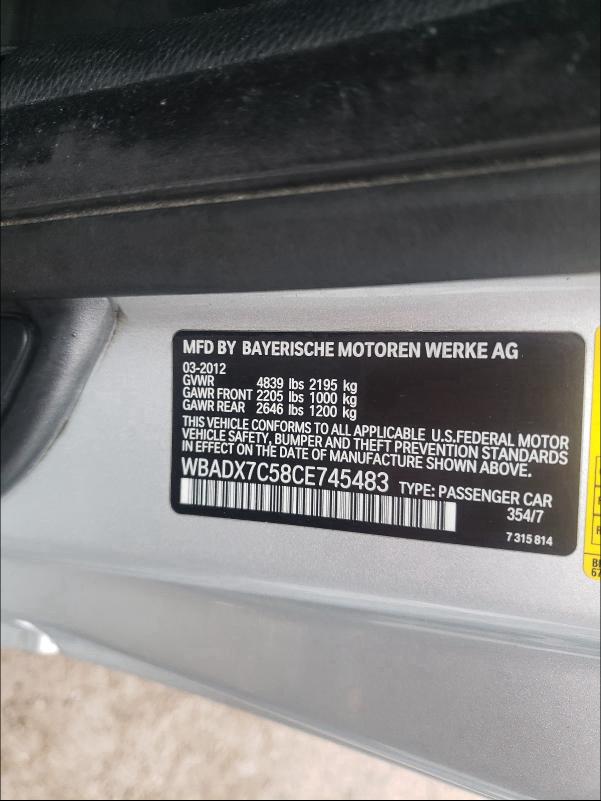 MFD BY BAYERISCHE MOTOREN WERKE AG
03-2012
GVWR 4839 lbs 2195 kg
GAWR FRONT 2205 lbs 1000 kg
GAWR REAR 2646 lbs 1200 kg
THIS VEHICLE CONFORMS TO ALL APPLICABLE U.S.FEDERAL MOTOR
VEHICLE SAFETY, BUMPER AND THEFT PREVENTION STANDARDS
IN EFFECT ON THE DATE OF MANUFACTURE SHOWN ABOVE.
WBADX7C58CE745483 TYPE: PASSENGER CAR
354/7
7 315 814